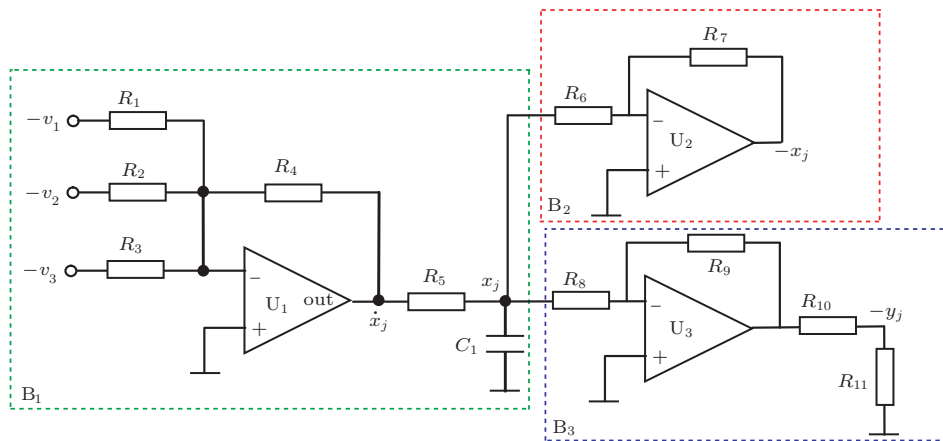 R₇
R₆
−
U₂
+
−xⱼ
B₂
R₁
−v₁
R₂
−v₂
R₄
R₃
−v₃
−
U₁
out
+
ẋⱼ
R₅
xⱼ
C₁
B₁
R₈
R₉
−
U₃
+
R₁₀
−yⱼ
R₁₁
B₃